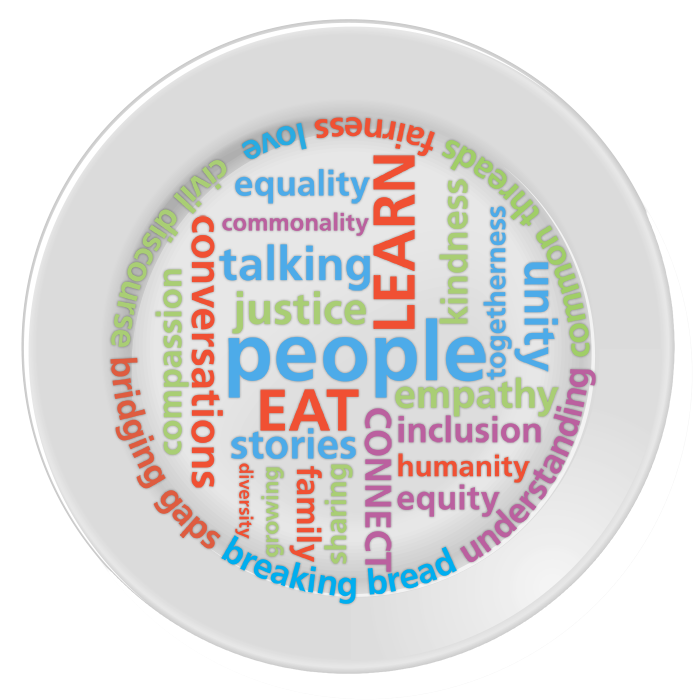 love
fairness
common threads
civil discourse
equality
commonality
LEARN
kindness
togetherness
unity
talking
conversations
compassion
justice
people
EAT
empathy
stories
CONNECT
inclusion
humanity
equity
diversity
growing
family
sharing
bridging gaps
breaking bread
understanding